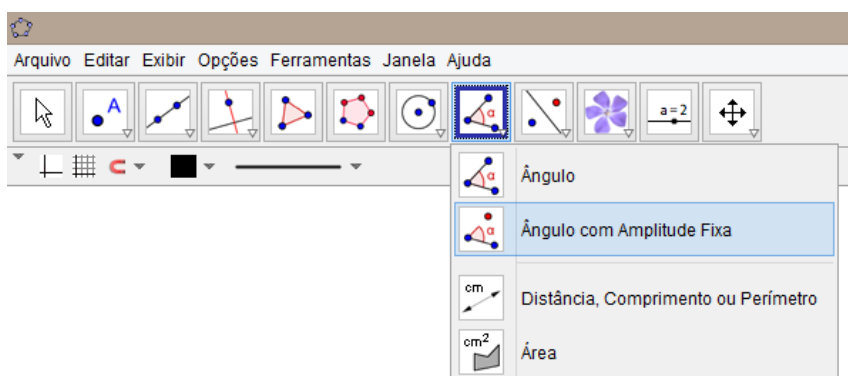 Arquivo Editar Exibir Opções Ferramentas Janela Ajuda
A
α
a=2
α
Ângulo
α
Ângulo com Amplitude Fixa
cm
Distância, Comprimento ou Perímetro
cm²
Área